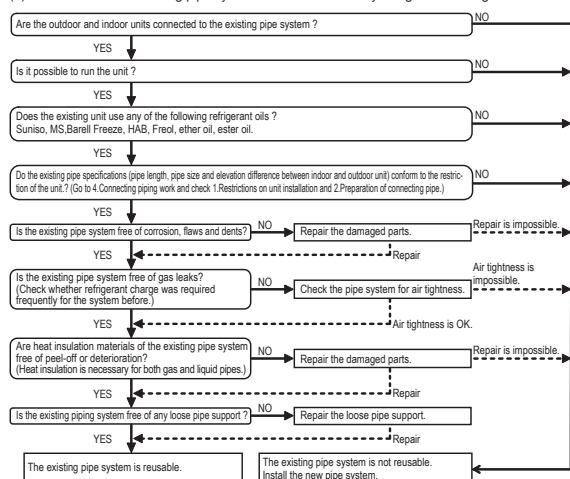 Are the outdoor and indoor units connected to the existing pipe system ?
NO
YES
Is it possible to run the unit ?
NO
YES
Does the existing unit use any of the following refrigerant oils ?
Suniso, MS,Barell Freeze, HAB, Freol, ether oil, ester oil.
NO
YES
Do the existing pipe specifications (pipe length, pipe size and elevation difference between indoor and outdoor unit) conform to the restric-
tion of the unit.? (Go to 4.Connecting piping work and check 1.Restrictions on unit installation and 2.Preparation of connecting pipe.)
NO
YES
Is the existing pipe system free of corrosion, flaws and dents?
NO
Repair the damaged parts.
Repair is impossible.
YES
Repair
Is the existing pipe system free of gas leaks?
(Check whether refrigerant charge was required
frequently for the system before.)
NO
Check the pipe system for air tightness.
Air tightness is
impossible.
YES
Air tightness is OK.
Are heat insulation materials of the existing pipe system
free of peel-off or deterioration?
(Heat insulation is necessary for both gas and liquid pipes.)
NO
Repair the damaged parts.
Repair is impossible.
YES
Repair
Is the existing piping system free of any loose pipe support ?
NO
Repair the loose pipe support.
YES
Repair
The existing pipe system is reusable.
The existing pipe system is not reusable.
Install the new pipe system.